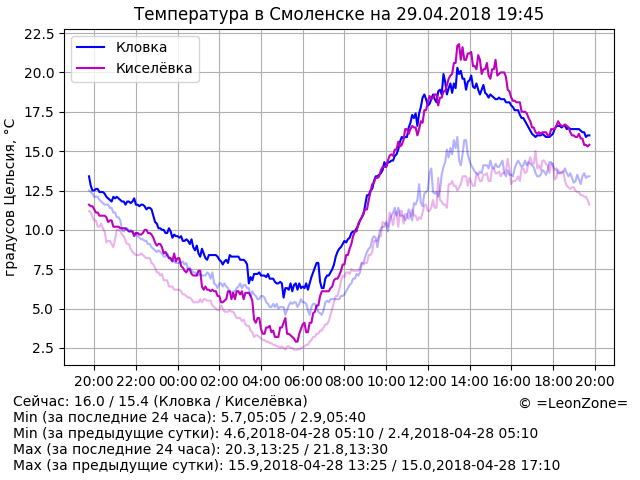 Температура в Смоленске на 29.04.2018 19:45
градусов Цельсия, °C
22.5
20.0
17.5
15.0
12.5
10.0
7.5
5.0
2.5
Кловка
Киселёвка
20:00 22:00 00:00 02:00 04:00 06:00 08:00 10:00 12:00 14:00 16:00 18:00 20:00
Сейчас: 16.0 / 15.4 (Кловка / Киселёвка)
© =LeonZone=
Min (за последние 24 часа): 5.7,05:05 / 2.9,05:40
Min (за предыдущие сутки): 4.6,2018-04-28 05:10 / 2.4,2018-04-28 05:10
Max (за последние 24 часа): 20.3,13:25 / 21.8,13:30
Max (за предыдущие сутки): 15.9,2018-04-28 13:25 / 15.0,2018-04-28 17:10